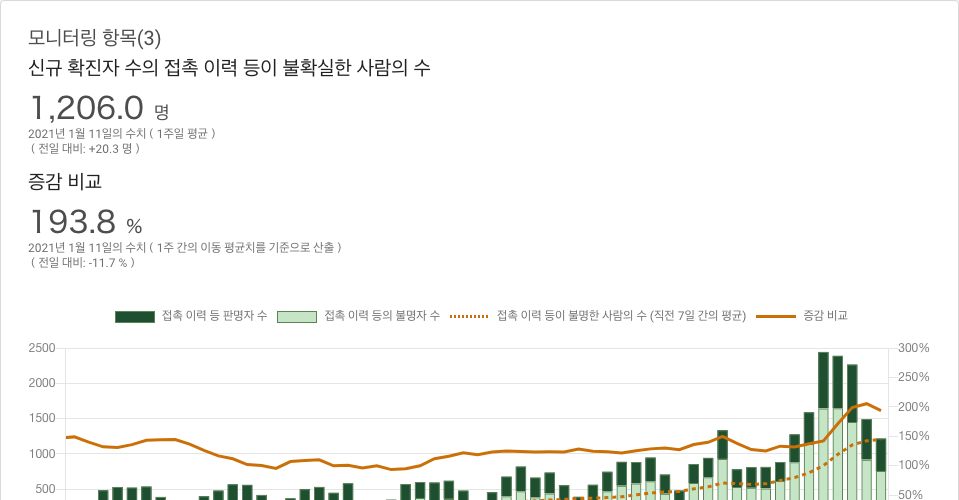 모니터링 항목(3)
신규 확진자 수의 접촉 이력 등이 불확실한 사람의 수
1,206.0 명
2021년 1월 11일의 수치 ( 1주일 평균 )
( 전일 대비: +20.3 명 )
증감 비교
193.8 %
2021년 1월 11일의 수치 ( 1주 간의 이동 평균치를 기준으로 산출 )
( 전일 대비: -11.7 % )
접촉 이력 등 판명자 수 접촉 이력 등의 불명자 수 접촉 이력 등이 불명한 사람의 수 (직전 7일 간의 평균) 증감 비교
2500 300%
2000 250%
1500 200%
1000 150%
500 100%
50%